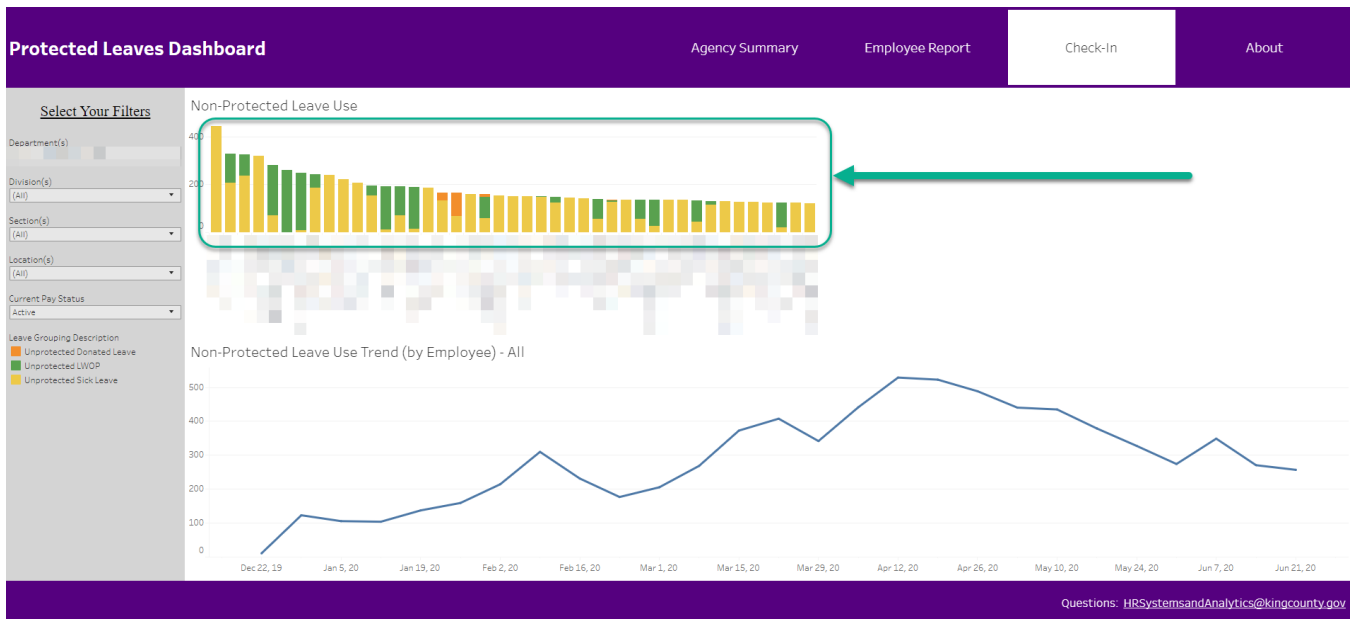 Protected Leaves Dashboard
Agency Summary
Employee Report
Check-In
About
Select Your Filters
Department(s)
Division(s)
(All)
Section(s)
(All)
Location(s)
(All)
Current Pay Status
Active
Leave Grouping Description
Unprotected Donated Leave
Unprotected LWOP
Unprotected Sick Leave
Non-Protected Leave Use
400
200
0
Non-Protected Leave Use Trend (by Employee) - All
500
400
300
200
100
0
Dec 22, 19 Jan 5, 20 Jan 19, 20 Feb 2, 20 Feb 16, 20 Mar 1, 20 Mar 15, 20 Mar 29, 20 Apr 12, 20 Apr 26, 20 May 10, 20 May 24, 20 Jun 7, 20 Jun 21, 20
Questions: HRSystemsandAnalytics@kingcounty.gov